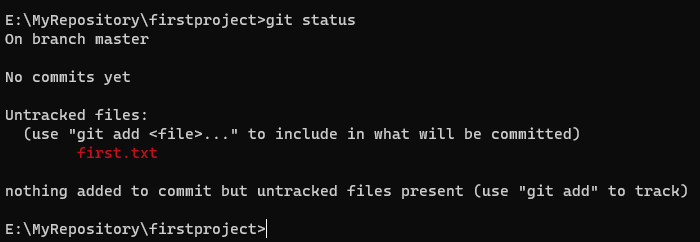 E:\MyRepository\firstproject>git status
On branch master
No commits yet
Untracked files:
  (use "git add <file>..." to include in what will be committed)
        first.txt
nothing added to commit but untracked files present (use "git add" to track)
E:\MyRepository\firstproject>